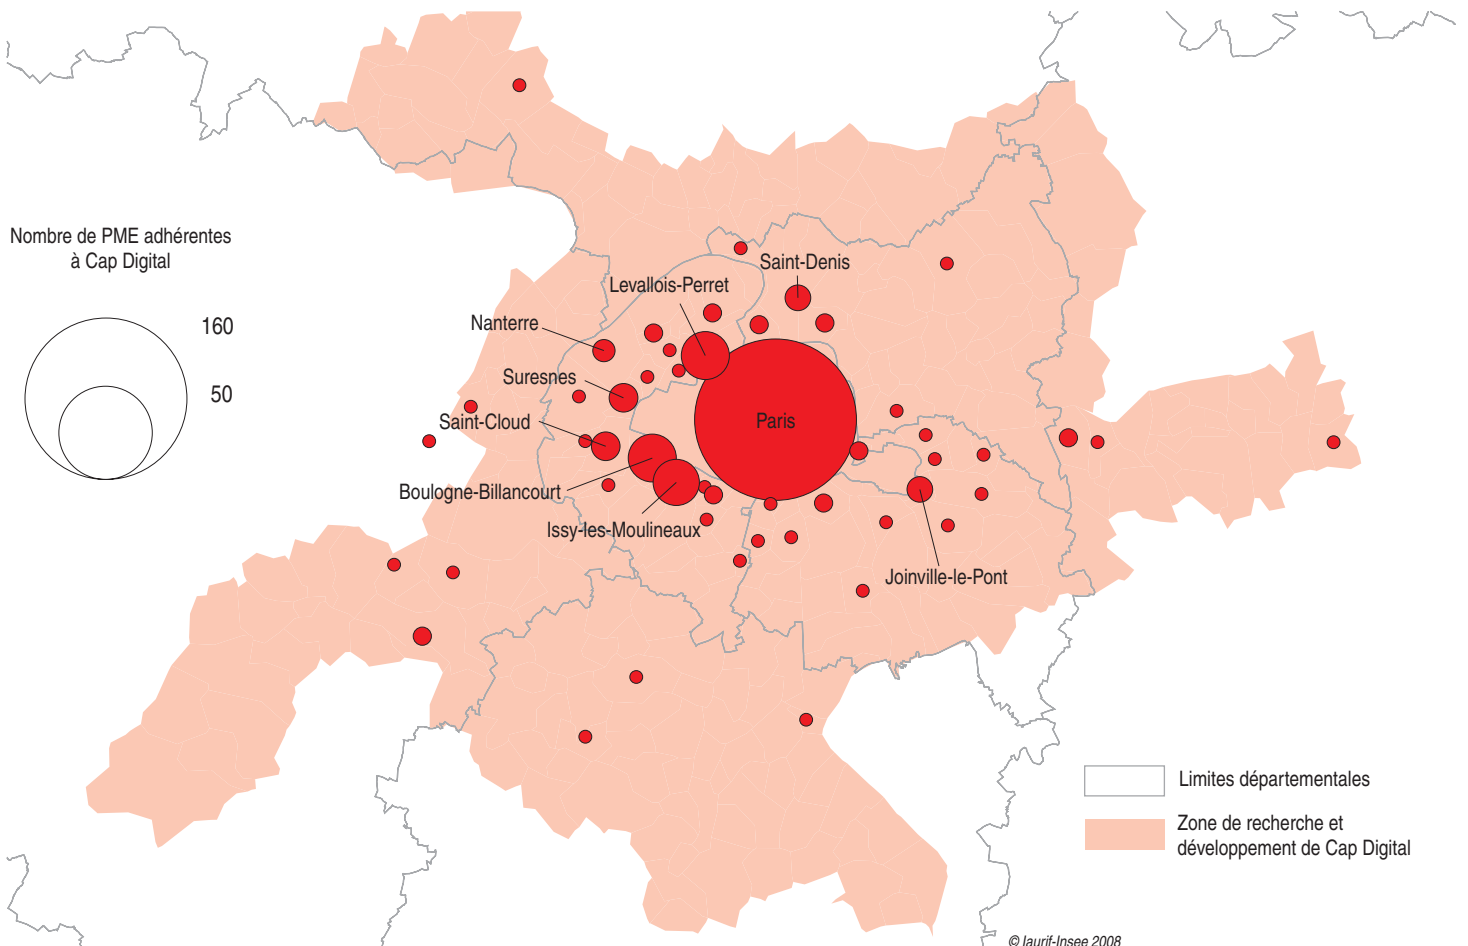 Nombre de PME adhérentes
à Cap Digital
160
50
Saint-Denis
Levallois-Perret
Nanterre
Suresnes
Saint-Cloud
Paris
Boulogne-Billancourt
Issy-les-Moulineaux
Joinville-le-Pont
Limites départementales
Zone de recherche et
développement de Cap Digital
© Iaurif-Insee 2008